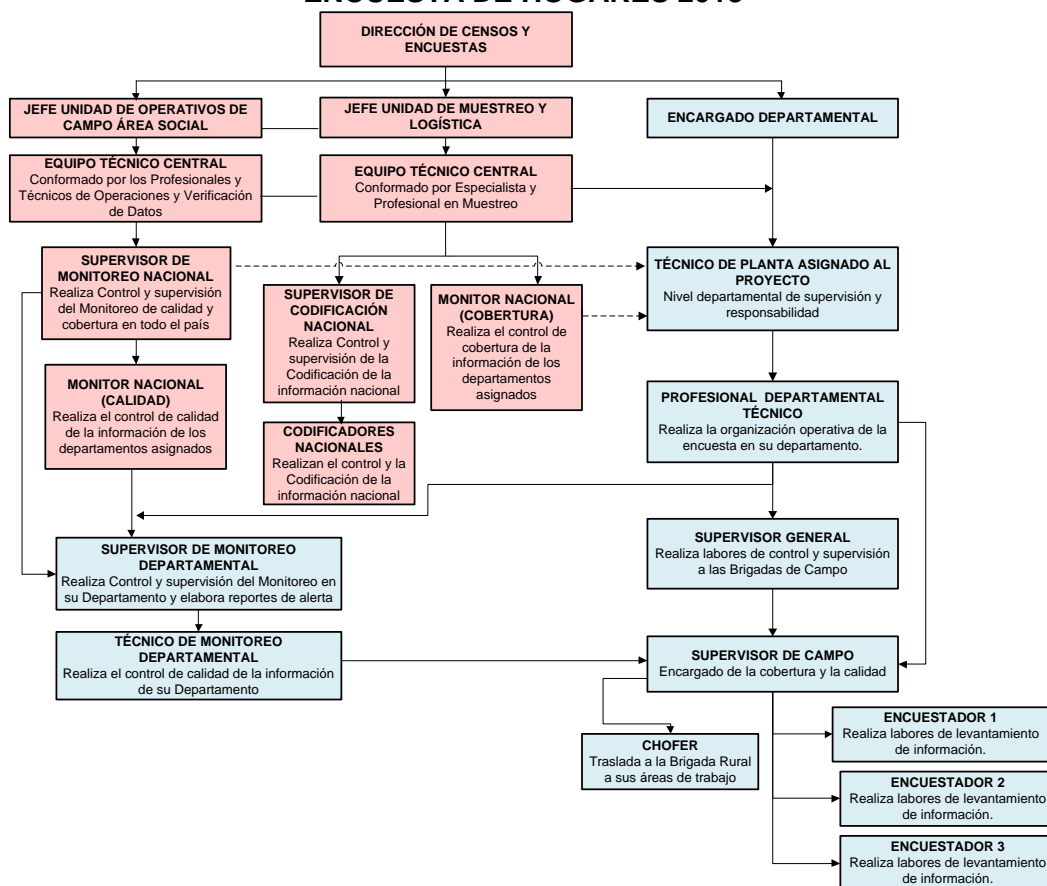 DIRECCIÓN DE CENSOS Y
ENCUESTAS
JEFE UNIDAD DE OPERATIVOS DE
CAMPO ÁREA SOCIAL
JEFE UNIDAD DE MUESTREO Y
LOGÍSTICA
ENCARGADO DEPARTAMENTAL
EQUIPO TÉCNICO CENTRAL
Conformado por los Profesionales y
Técnicos de Operaciones y Verificación
de Datos
EQUIPO TÉCNICO CENTRAL
Conformado por Especialista y
Profesional en Muestreo
SUPERVISOR DE
MONITOREO NACIONAL
Realiza Control y supervisión
del Monitoreo de calidad y
cobertura en todo el país
SUPERVISOR DE
CODIFICACIÓN
NACIONAL
Realiza Control y
supervisión de la
Codificación de la
información nacional
MONITOR NACIONAL
(COBERTURA)
Realiza el control de
cobertura de la
información de los
departamentos
asignados
TÉCNICO DE PLANTA ASIGNADO AL
PROYECTO
Nivel departamental de supervisión y
responsabilidad
MONITOR NACIONAL
(CALIDAD)
Realiza el control de calidad
de la información de los
departamentos asignados
CODIFICADORES
NACIONALES
Realizan el control y la
Codificación de la
información nacional
PROFESIONAL DEPARTAMENTAL
TÉCNICO
Realiza la organización operativa de la
encuesta en su departamento.
SUPERVISOR DE MONITOREO
DEPARTAMENTAL
Realiza Control y supervisión del Monitoreo en
su Departamento y elabora reportes de alerta
SUPERVISOR GENERAL
Realiza labores de control y supervisión
a las Brigadas de Campo
TÉCNICO DE MONITOREO
DEPARTAMENTAL
Realiza el control de calidad de la información
de su Departamento
SUPERVISOR DE CAMPO
Encargado de la cobertura y la calidad
CHOFER
Traslada a la Brigada Rural
a sus áreas de trabajo
ENCUESTADOR 1
Realiza labores de levantamiento
de información.
ENCUESTADOR 2
Realiza labores de levantamiento
de información.
ENCUESTADOR 3
Realiza labores de levantamiento
de información.